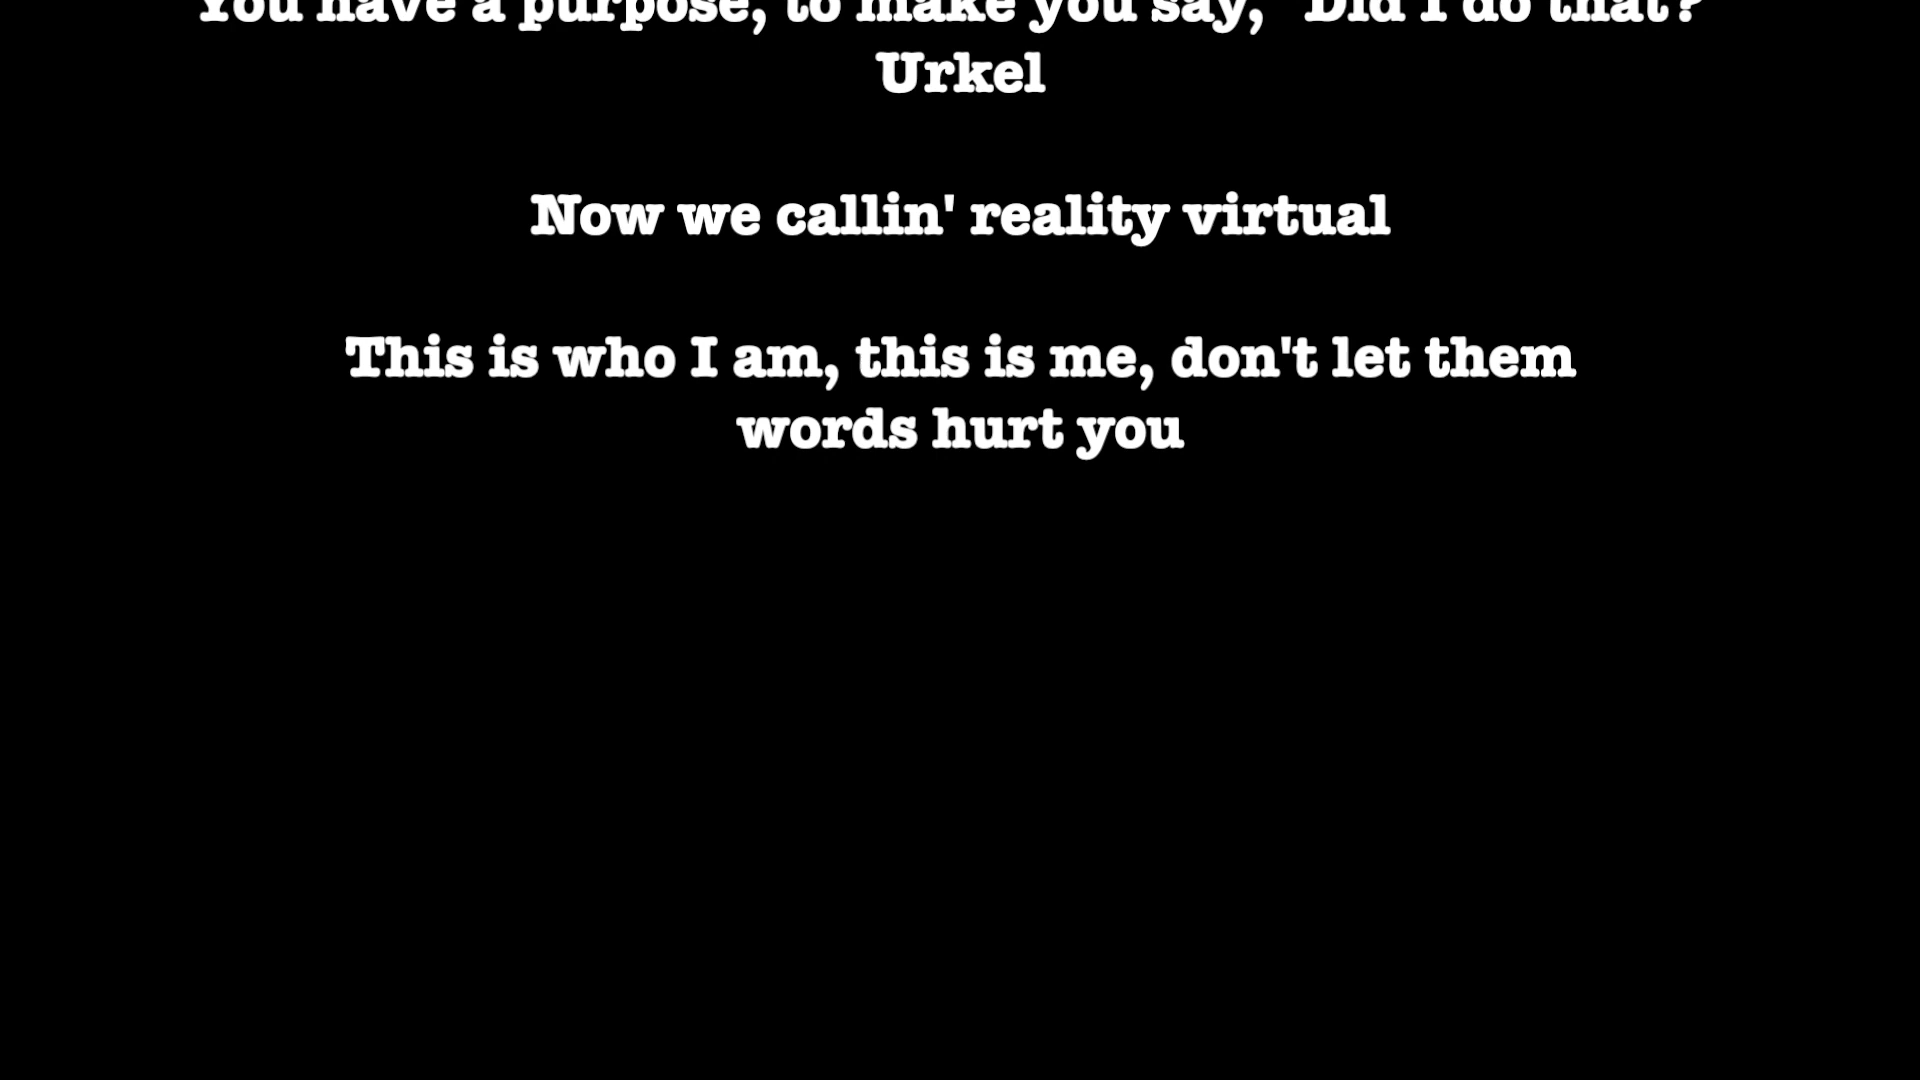 You have a purpose, to make you say, "Did I do that?
Urkel
Now we callin' reality virtual
This is who I am, this is me, don't let them
words hurt you